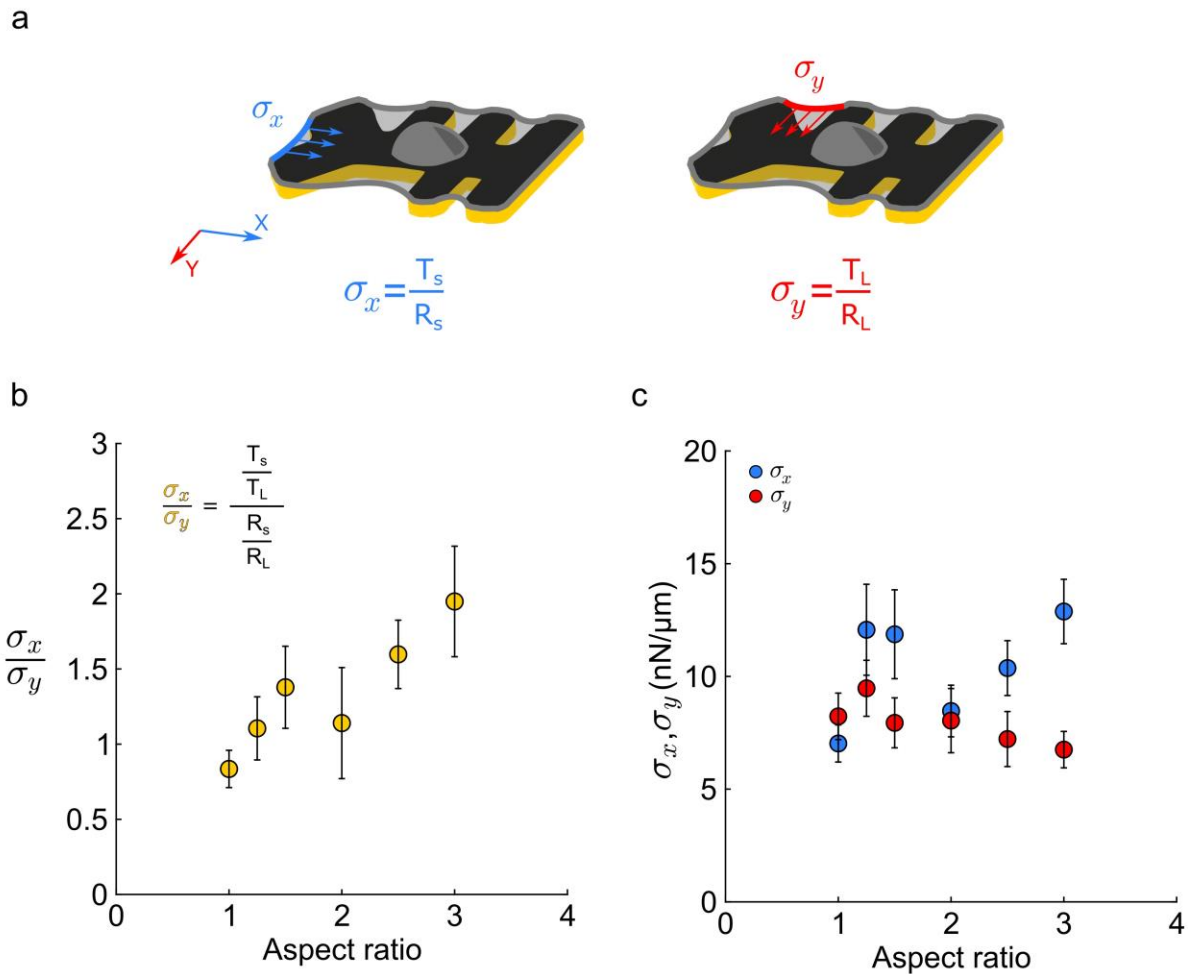 a
σx
σy
X
Y
σx = Ts/Rs
σy = TL/RL
b
c
3
2.5
2
1.5
1
0.5
0
σx/σy
σx/σy = (Ts/TL)/(Rs/RL)
0 1 2 3 4
Aspect ratio
20
15
10
5
0
σx, σy (nN/μm)
σx
σy
0 1 2 3 4
Aspect ratio